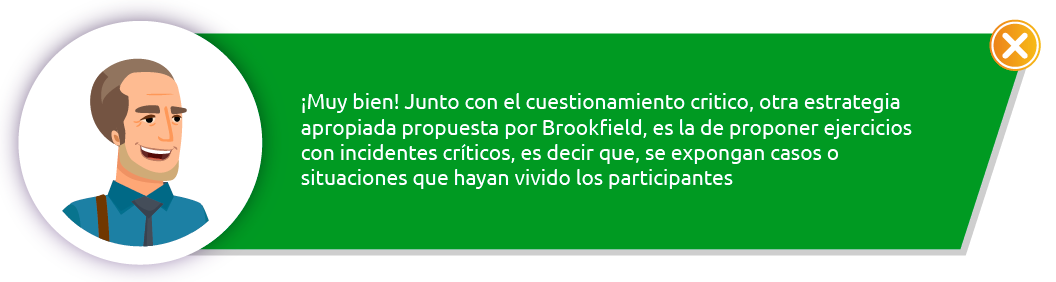 ¡Muy bien! Junto con el cuestionamiento critico, otra estrategia
apropiada propuesta por Brookfield, es la de proponer ejercicios
con incidentes críticos, es decir que, se expongan casos o
situaciones que hayan vivido los participantes